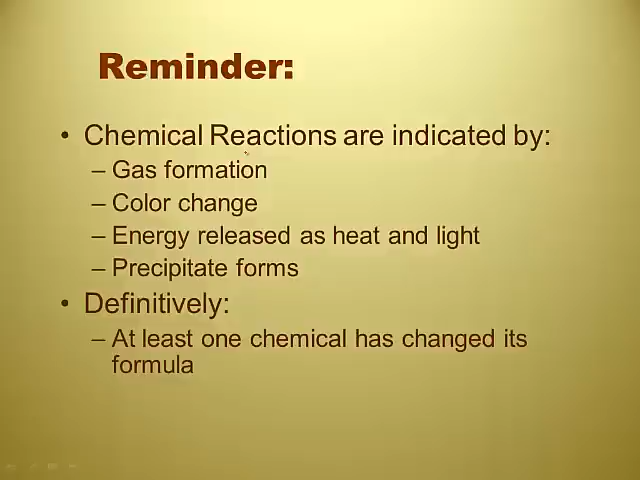 Reminder:
• Chemical Reactions are indicated by:
– Gas formation
– Color change
– Energy released as heat and light
– Precipitate forms
• Definitively:
– At least one chemical has changed its
formula